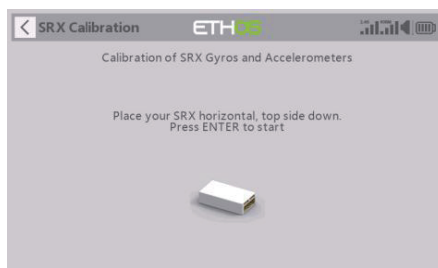 SRX Calibration
ETHOS
Calibration of SRX Gyros and Accelerometers
Place your SRX horizontal, top side down.
Press ENTER to start